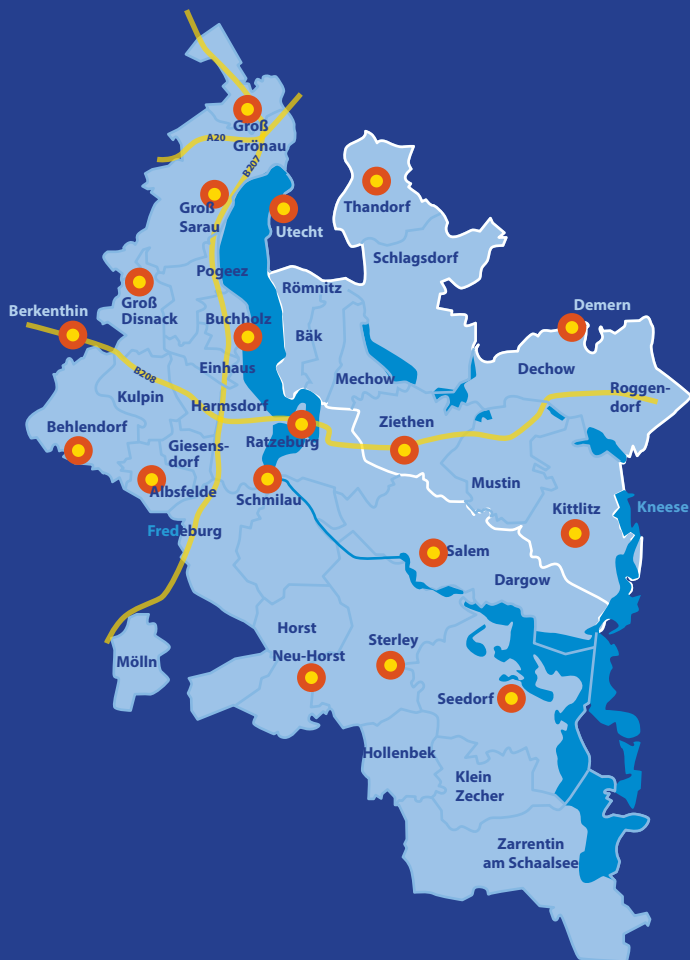 Groß
Grönau
A20
B207
Groß
Sarau
Utecht
Thandorf
Schlagsdorf
Pogeez
Römnitz
Groß
Disnack
Berkenthin
Buchholz
Bäk
Demern
B208
Einhaus
Mechow
Dechow
Roggen-
dorf
Kulpin
Harmsdorf
Behlendorf
Ratzeburg
Ziethen
Giesens-
dorf
Albsfelde
Schmilau
Mustin
Kittlitz
Kneese
Fredeburg
Salem
Dargow
Horst
Neu-Horst
Sterley
Mölln
Seedorf
Hollenbek
Klein
Zecher
Zarrentin
am Schaalsee